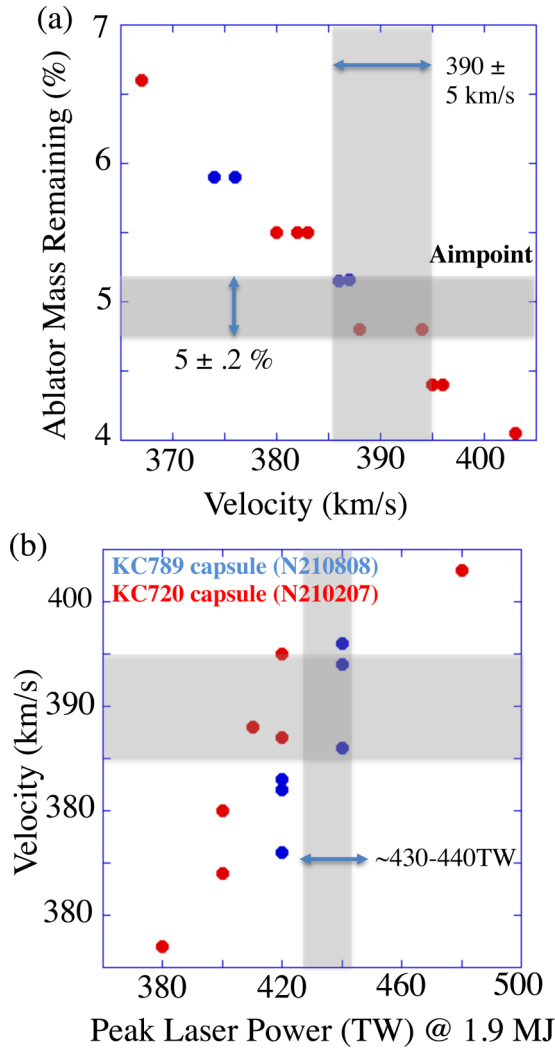 (a)
7
6
5
4
Ablator Mass Remaining (%)
390 ±
5 km/s
Aimpoint
5 ± .2 %
370
380
390
400
Velocity (km/s)
(b)
KC789 capsule (N210808)
KC720 capsule (N210207)
400
390
380
380
Velocity (km/s)
~430-440TW
380
420
460
500
Peak Laser Power (TW) @ 1.9 MJ